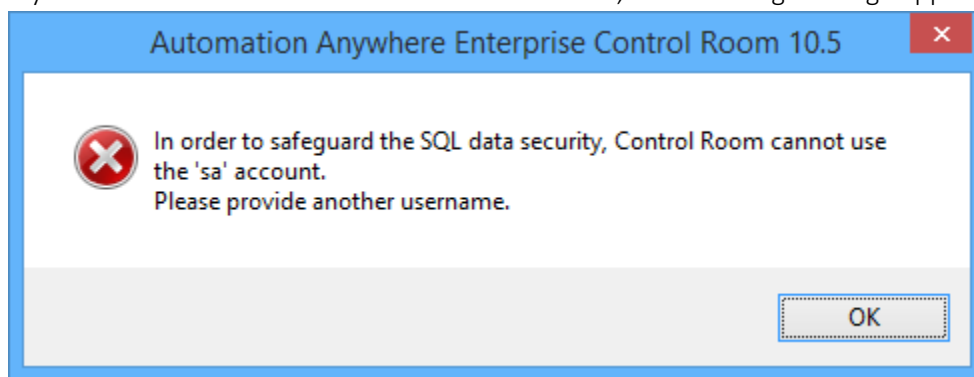 Automation Anywhere Enterprise Control Room 10.5
In order to safeguard the SQL data security, Control Room cannot use
the 'sa' account.
Please provide another username.
OK